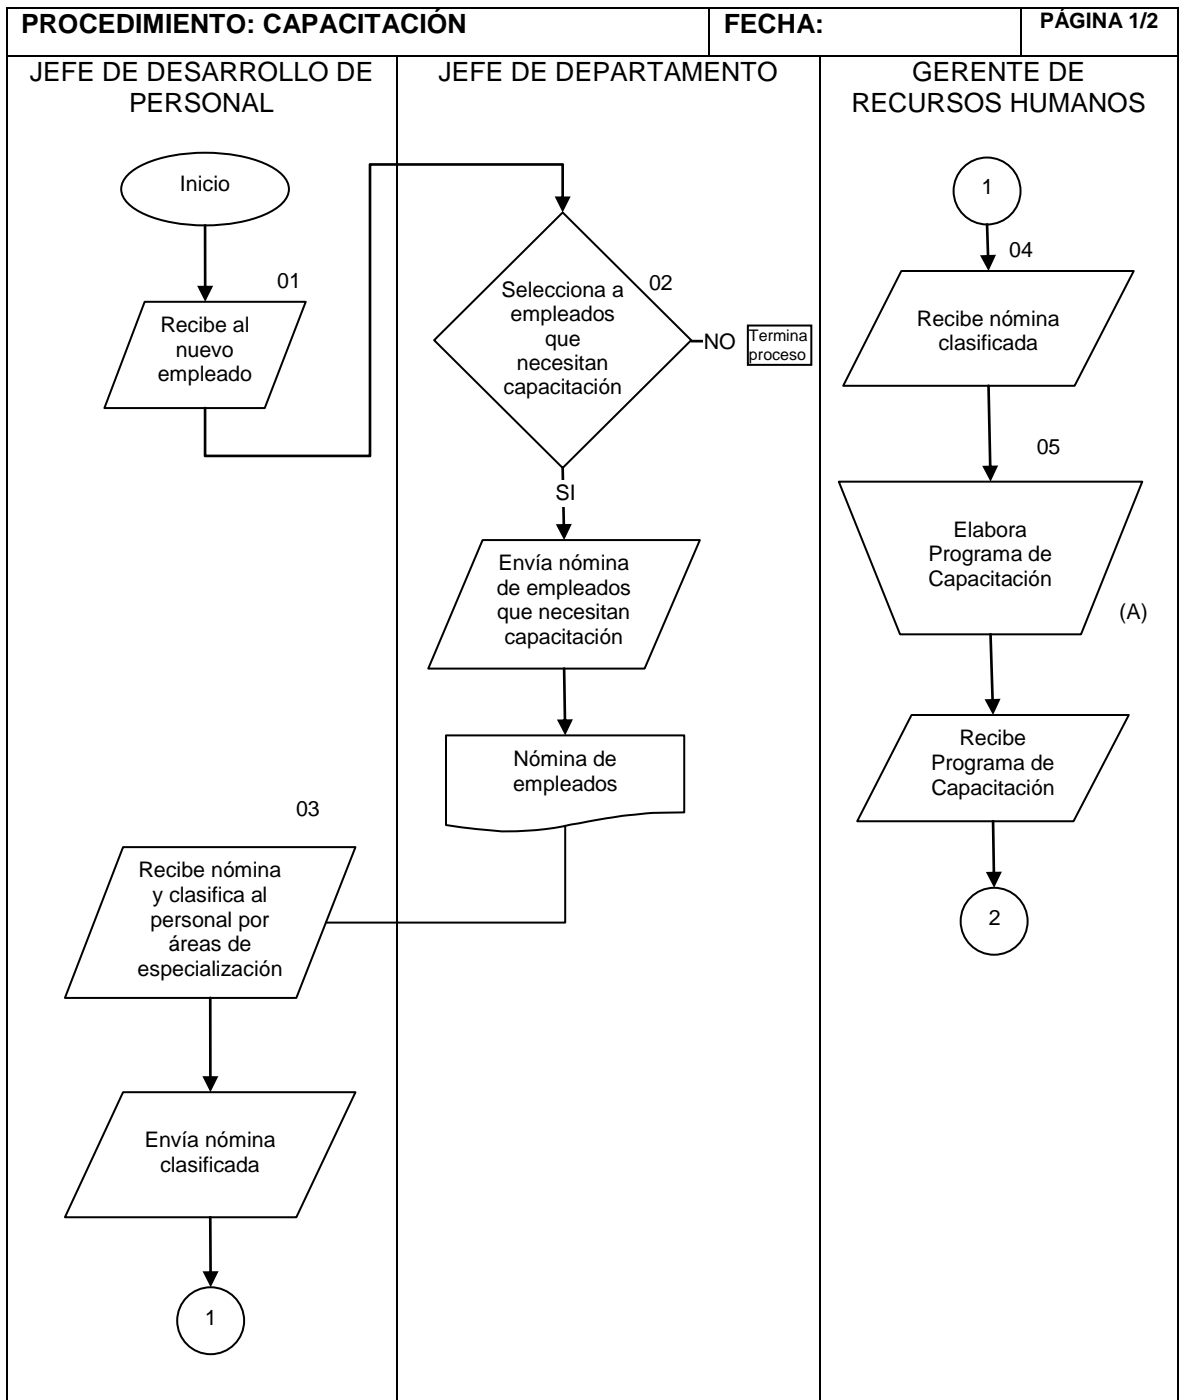 PROCEDIMIENTO: CAPACITACIÓN
FECHA:
PÁGINA 1/2
JEFE DE DESARROLLO DE
PERSONAL
JEFE DE DEPARTAMENTO
GERENTE DE
RECURSOS HUMANOS
Inicio
01
Recibe al
nuevo
empleado
02
Selecciona a
empleados
que
necesitan
capacitación
NO
Termina
proceso
SI
Envía nómina
de empleados
que necesitan
capacitación
Nómina de
empleados
03
Recibe nómina
y clasifica al
personal por
áreas de
especialización
Envía nómina
clasificada
1
1
04
Recibe nómina
clasificada
05
Elabora
Programa de
Capacitación
(A)
Recibe
Programa de
Capacitación
2